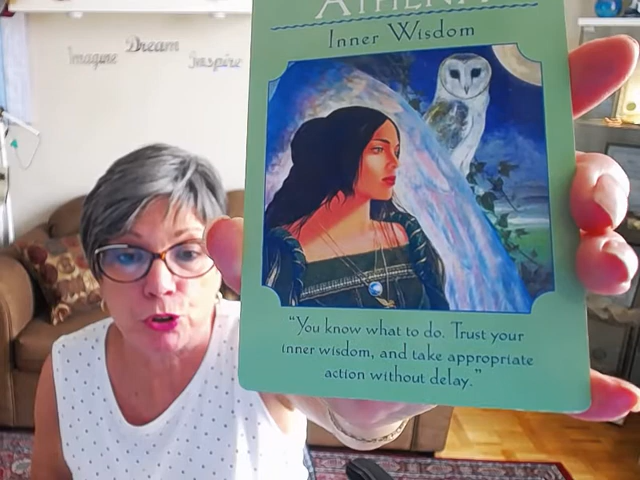 Imagine Dream Inspire
ATHENA
Inner Wisdom
“You know what to do. Trust your
inner wisdom, and take appropriate
action without delay.”